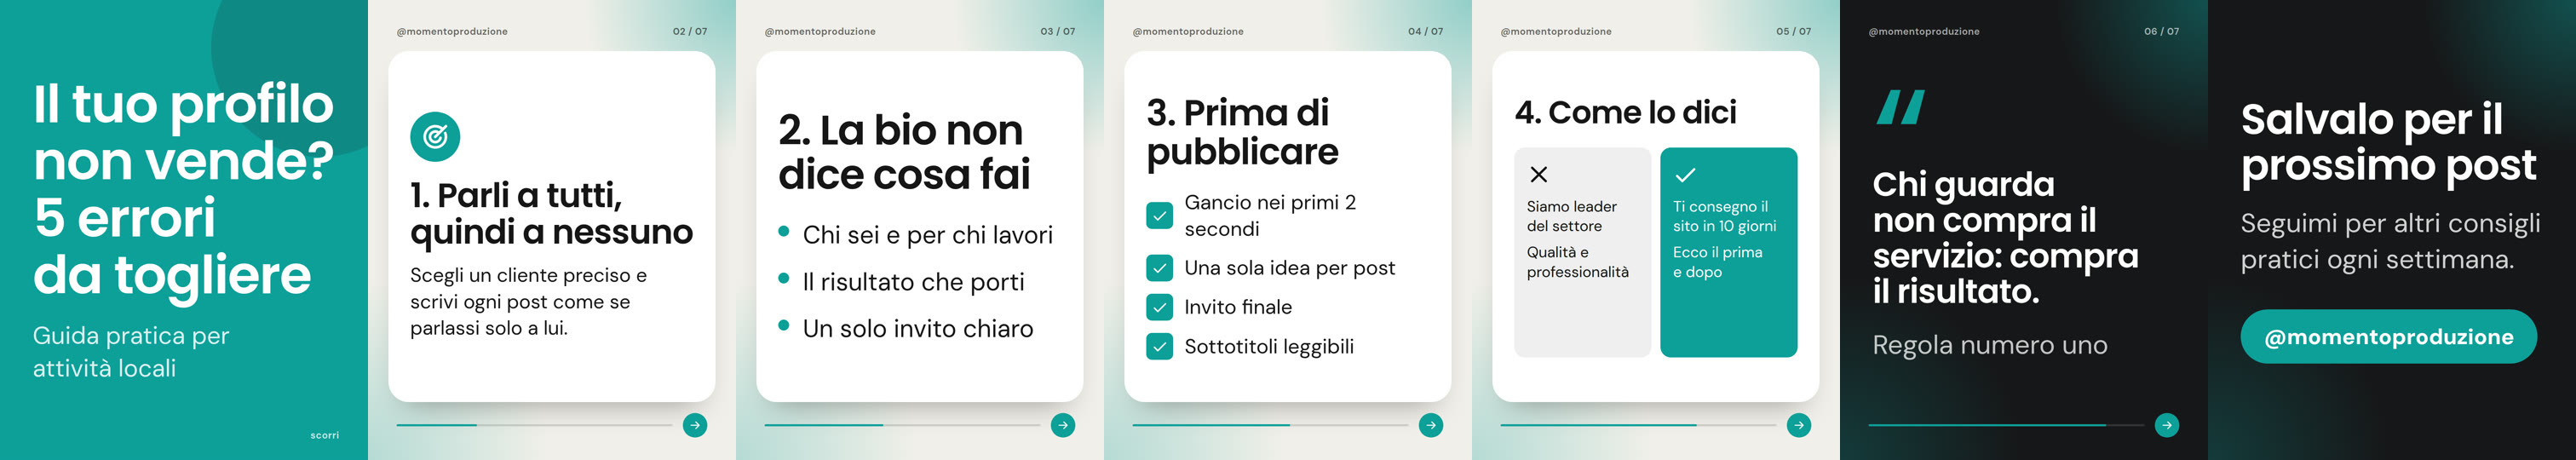 Il tuo profilo
non vende?
5 errori
da togliere
Guida pratica per
attività locali
scorri
@momentoproduzione
02 / 07
1. Parli a tutti,
quindi a nessuno
Scegli un cliente preciso e
scrivi ogni post come se
parlassi solo a lui.
@momentoproduzione
03 / 07
2. La bio non
dice cosa fai
Chi sei e per chi lavori
Il risultato che porti
Un solo invito chiaro
@momentoproduzione
04 / 07
3. Prima di
pubblicare
Gancio nei primi 2
secondi
Una sola idea per post
Invito finale
Sottotitoli leggibili
@momentoproduzione
05 / 07
4. Come lo dici
Siamo leader
del settore
Qualità e
professionalità
Ti consegno il
sito in 10 giorni
Ecco il prima
e dopo
@momentoproduzione
06 / 07
"
Chi guarda
non compra il
servizio: compra
il risultato.
Regola numero uno
Salvalo per il
prossimo post
Seguimi per altri consigli
pratici ogni settimana.
@momentoproduzione